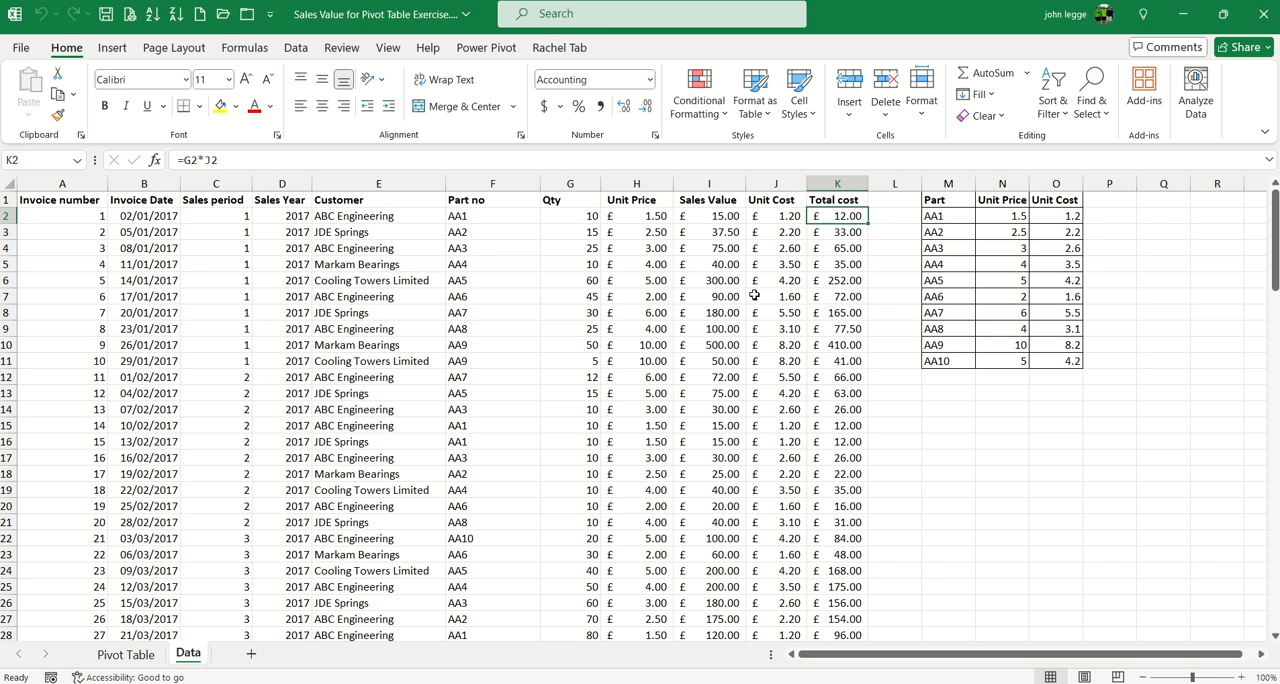 Sales Value for Pivot Table Exercise....
Search
john legge
File Home Insert Page Layout Formulas Data Review View Help Power Pivot Rachel Tab
Comments Share
Paste
Clipboard
Calibri 11
B I U A
Font
ab Wrap Text
Merge & Center
Alignment
Accounting
$ % ,
Number
Conditional Formatting
Format as Table
Cell Styles
Styles
Insert Delete Format
Cells
AutoSum
Fill
Clear
Sort & Filter
Find & Select
Editing
Add-ins
Add-ins
Analyze Data
K2 fx =G2*J2
A B C D E F G H I J K L M N O P Q R
1 Invoice number Invoice Date Sales period Sales Year Customer Part no Qty Unit Price Sales Value Unit Cost Total cost Part Unit Price Unit Cost
2 1 02/01/2017 1 2017 ABC Engineering AA1 10 £ 1.50 £ 15.00 £ 1.20 £ 12.00 AA1 1.5 1.2
3 2 05/01/2017 1 2017 JDE Springs AA2 15 £ 2.50 £ 37.50 £ 2.20 £ 33.00 AA2 2.5 2.2
4 3 08/01/2017 1 2017 ABC Engineering AA3 25 £ 3.00 £ 75.00 £ 2.60 £ 65.00 AA3 3 2.6
5 4 11/01/2017 1 2017 Markam Bearings AA4 10 £ 4.00 £ 40.00 £ 3.50 £ 35.00 AA4 4 3.5
6 5 14/01/2017 1 2017 Cooling Towers Limited AA5 60 £ 5.00 £ 300.00 £ 4.20 £ 252.00 AA5 5 4.2
7 6 17/01/2017 1 2017 ABC Engineering AA6 45 £ 2.00 £ 90.00 £ 1.60 £ 72.00 AA6 2 1.6
8 7 20/01/2017 1 2017 JDE Springs AA7 30 £ 6.00 £ 180.00 £ 5.50 £ 165.00 AA7 6 5.5
9 8 23/01/2017 1 2017 ABC Engineering AA8 25 £ 4.00 £ 100.00 £ 3.10 £ 77.50 AA8 4 3.1
10 9 26/01/2017 1 2017 Markam Bearings AA9 50 £ 10.00 £ 500.00 £ 8.20 £ 410.00 AA9 10 8.2
11 10 29/01/2017 1 2017 Cooling Towers Limited AA9 5 £ 10.00 £ 50.00 £ 8.20 £ 41.00 AA10 5 4.2
12 11 01/02/2017 2 2017 ABC Engineering AA7 12 £ 6.00 £ 72.00 £ 5.50 £ 66.00
13 12 04/02/2017 2 2017 JDE Springs AA5 15 £ 5.00 £ 75.00 £ 4.20 £ 63.00
14 13 07/02/2017 2 2017 ABC Engineering AA3 10 £ 3.00 £ 30.00 £ 2.60 £ 26.00
15 14 10/02/2017 2 2017 ABC Engineering AA1 10 £ 1.50 £ 15.00 £ 1.20 £ 12.00
16 15 13/02/2017 2 2017 JDE Springs AA1 10 £ 1.50 £ 15.00 £ 1.20 £ 12.00
17 16 16/02/2017 2 2017 ABC Engineering AA3 10 £ 3.00 £ 30.00 £ 2.60 £ 26.00
18 17 19/02/2017 2 2017 Markam Bearings AA2 10 £ 2.50 £ 25.00 £ 2.20 £ 22.00
19 18 22/02/2017 2 2017 Cooling Towers Limited AA4 10 £ 4.00 £ 40.00 £ 3.50 £ 35.00
20 19 25/02/2017 2 2017 ABC Engineering AA6 10 £ 2.00 £ 20.00 £ 1.60 £ 16.00
21 20 28/02/2017 2 2017 JDE Springs AA8 10 £ 4.00 £ 40.00 £ 3.10 £ 31.00
22 21 03/03/2017 3 2017 ABC Engineering AA10 20 £ 5.00 £ 100.00 £ 4.20 £ 84.00
23 22 06/03/2017 3 2017 Markam Bearings AA6 30 £ 2.00 £ 60.00 £ 1.60 £ 48.00
24 23 09/03/2017 3 2017 Cooling Towers Limited AA5 40 £ 5.00 £ 200.00 £ 4.20 £ 168.00
25 24 12/03/2017 3 2017 ABC Engineering AA4 50 £ 4.00 £ 200.00 £ 3.50 £ 175.00
26 25 15/03/2017 3 2017 JDE Springs AA3 60 £ 3.00 £ 180.00 £ 2.60 £ 156.00
27 26 18/03/2017 3 2017 ABC Engineering AA2 70 £ 2.50 £ 175.00 £ 2.20 £ 154.00
28 27 21/03/2017 3 2017 ABC Engineering AA1 80 £ 1.50 £ 120.00 £ 1.20 £ 96.00
Pivot Table Data
Ready Accessibility: Good to go 100%